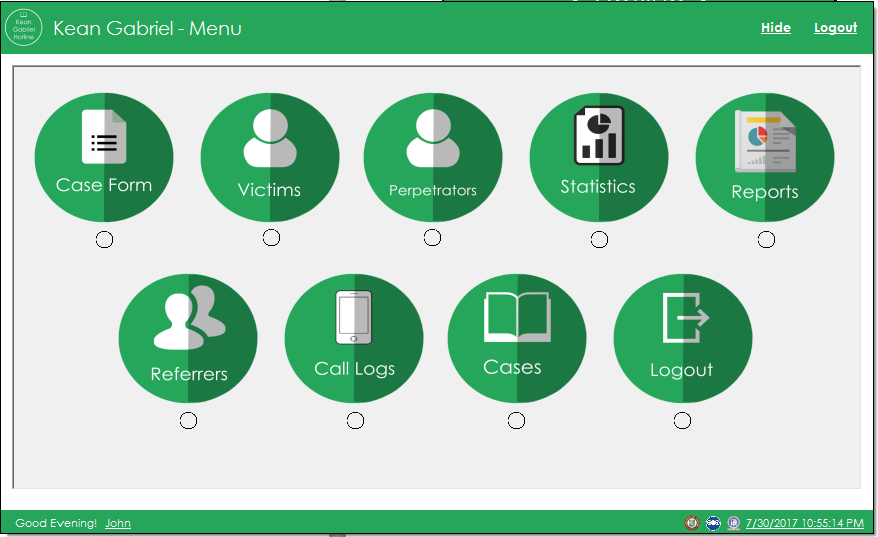 Kean
Gabriel
Hotline
Kean Gabriel - Menu
Hide
Logout
Case Form
Victims
Perpetrators
Statistics
Reports
Referrers
Call Logs
Cases
Logout
Good Evening! John
7/30/2017 10:55:14 PM